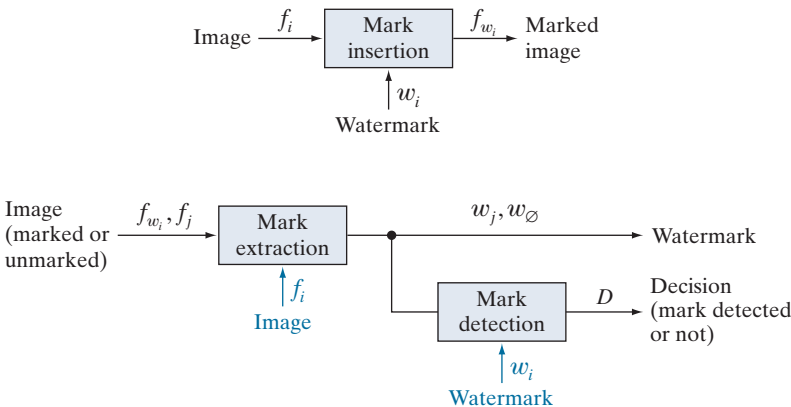 Image
f_i
Mark
insertion
f_{w_i}
Marked
image
w_i
Watermark
Image
(marked or
unmarked)
f_{w_i}, f_j
Mark
extraction
f_i
Image
w_j, w_∅
Watermark
Mark
detection
D
Decision
(mark detected
or not)
w_i
Watermark